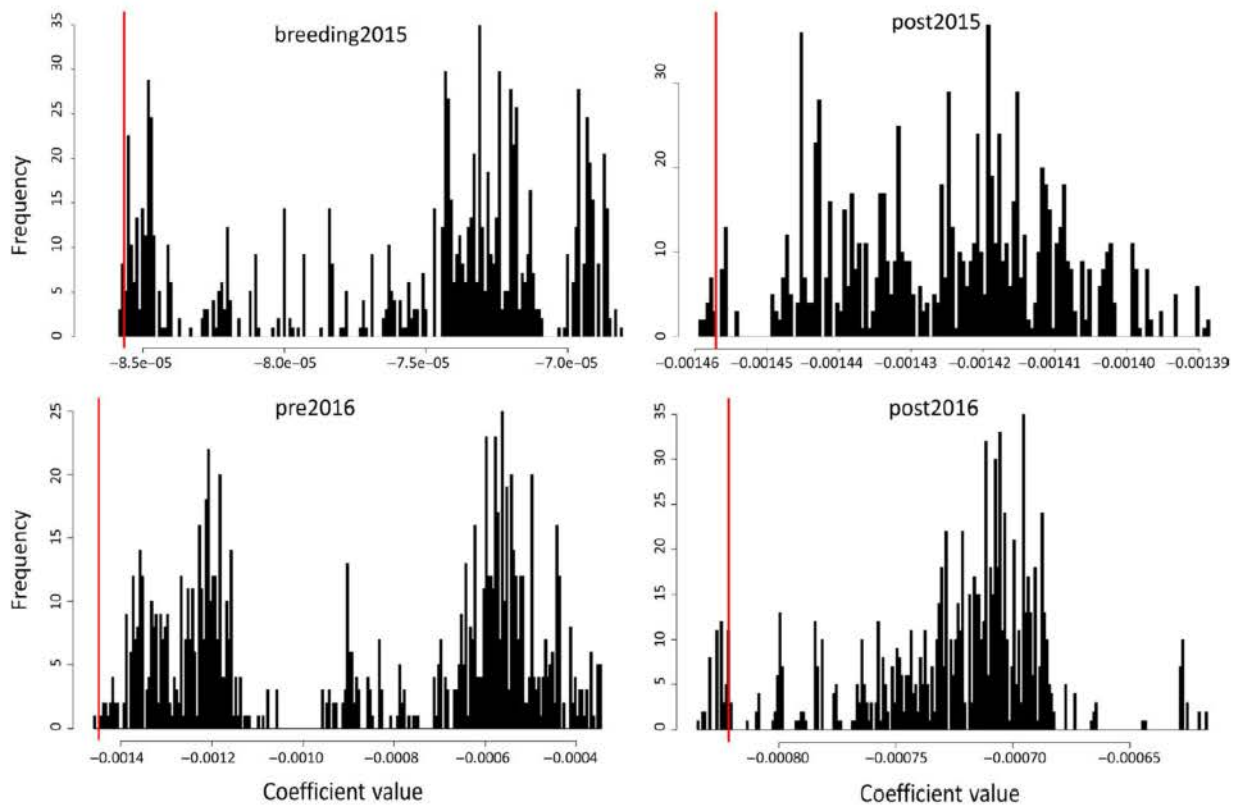 breeding2015
Frequency
0 5 10 15 20 25 30 35
−8.5e−05 −8.0e−05 −7.5e−05 −7.0e−05
post2015
0 10 20 30
−0.00146 −0.00145 −0.00144 −0.00143 −0.00142 −0.00141 −0.00140 −0.00139
pre2016
Frequency
0 5 10 15 20 25
−0.0014 −0.0012 −0.0010 −0.0008 −0.0006 −0.0004
Coefficient value
post2016
0 5 10 15 20 25 30 35
−0.00080 −0.00075 −0.00070 −0.00065
Coefficient value